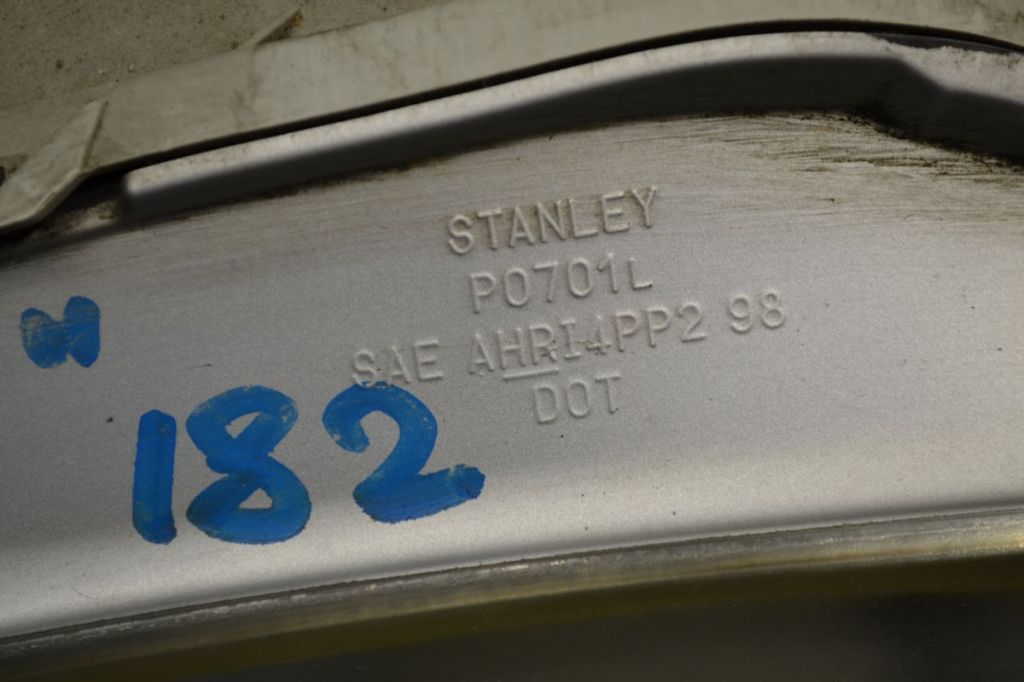 STANLEY
P0701L
SAE AHRI4PP2 98
DOT
182